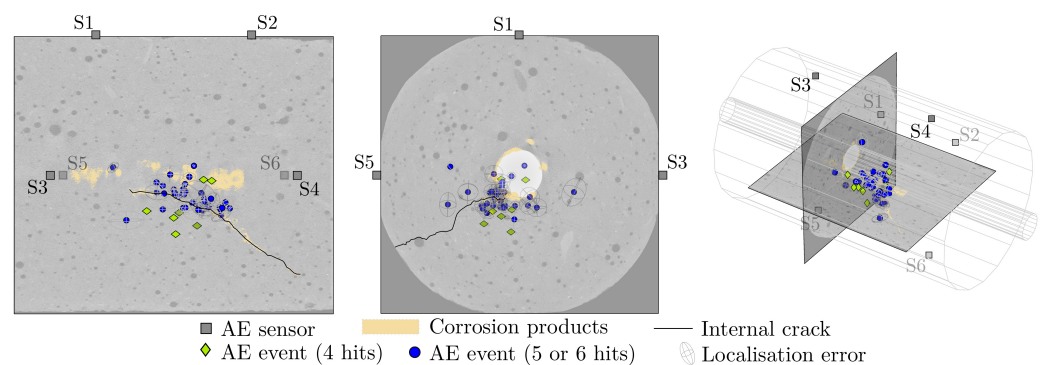 S1 S2
S5 S6
S3 S4
S1
S5 S3
S3
S1
S4 S2
S5
S6
AE sensor Corrosion products Internal crack
AE event (4 hits) AE event (5 or 6 hits) Localisation error